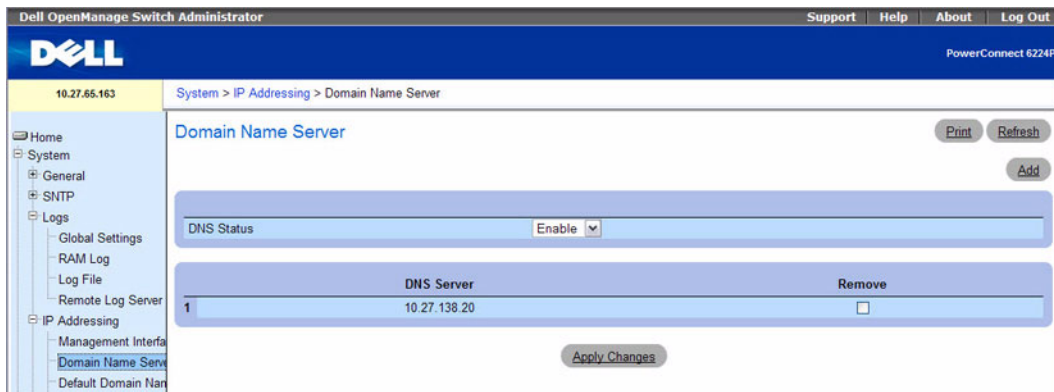 Dell OpenManage Switch Administrator
Support Help About Log Out
DELL
PowerConnect 6224P
10.27.65.163
System > IP Addressing > Domain Name Server
Home
System
General
SNTP
Logs
Global Settings
RAM Log
Log File
Remote Log Server
IP Addressing
Management Interfa
Domain Name Serve
Default Domain Nan
Domain Name Server
Print Refresh
Add
DNS Status Enable
DNS Server Remove
1 10.27.138.20
Apply Changes